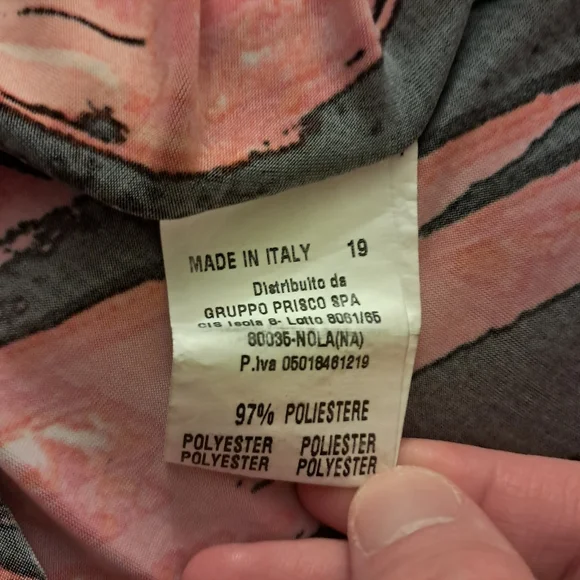 MADE IN ITALY 19
Distribuito da
GRUPPO PRISCO SPA
CIS Isola 8- Lotto 8061/65
80035-NOLA(NA)
P.Iva 05018461219
97% POLIESTERE
POLYESTER POLIESTER
POLYESTER POLYESTER